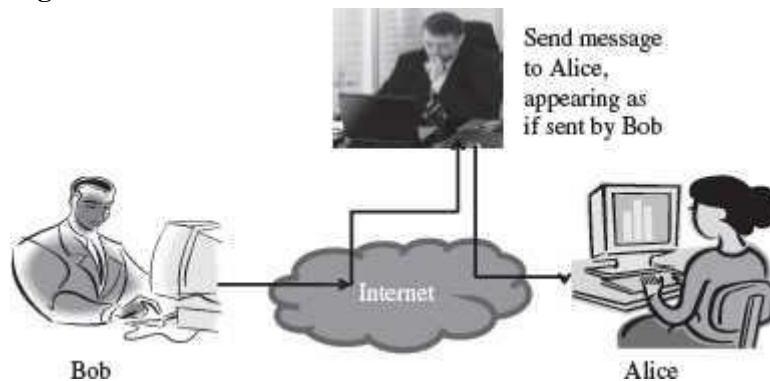 Send message
to Alice,
appearing as
if sent by Bob
Internet
Bob
Alice